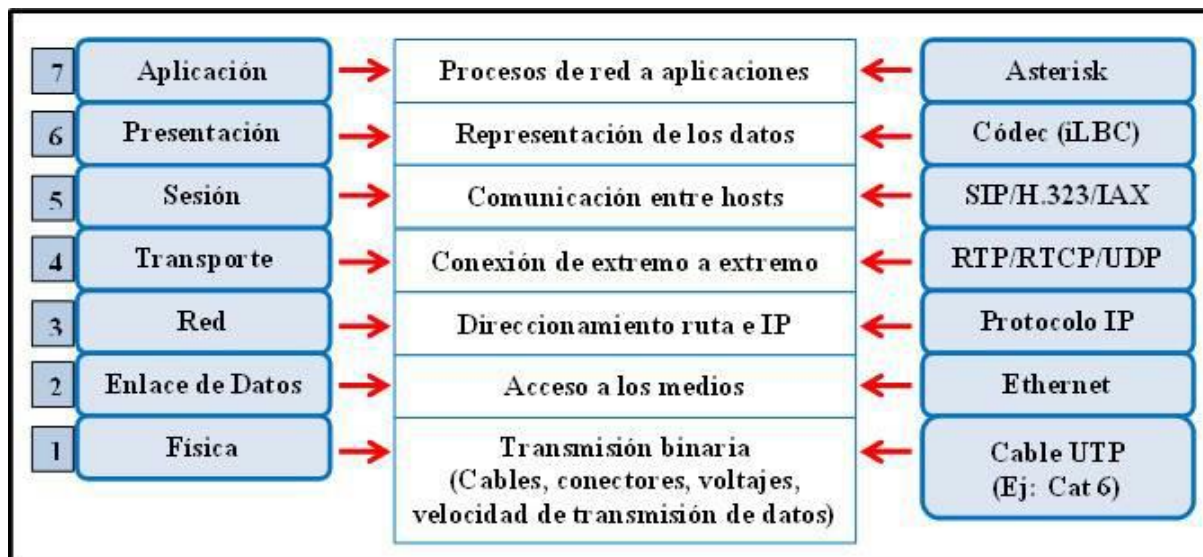 7 Aplicación Procesos de red a aplicaciones Asterisk
6 Presentación Representación de los datos Códec (iLBC)
5 Sesión Comunicación entre hosts SIP/H.323/IAX
4 Transporte Conexión de extremo a extremo RTP/RTCP/UDP
3 Red Direccionamiento ruta e IP Protocolo IP
2 Enlace de Datos Acceso a los medios Ethernet
1 Física Transmisión binaria Cable UTP
(Cables, conectores, voltajes, (Ej: Cat 6)
velocidad de transmisión de datos)